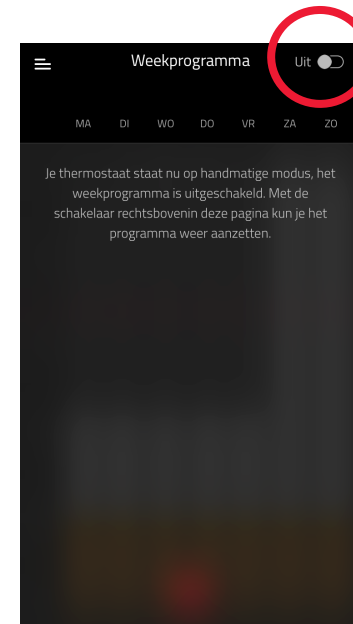 Weekprogramma Uit
MA DI WO DO VR ZA ZO
Je thermostaat staat nu op handmatige modus, het
weekprogramma is uitgeschakeld. Met de
schakelaar rechtsbovenin deze pagina kun je het
programma weer aanzetten.